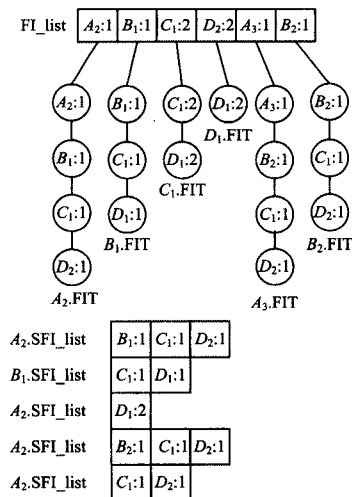 FI_list A₂:1 B₁:1 C₁:2 D₂:2 A₃:1 B₂:1
A₂:1 B₁:1 C₁:2 D₁:2 A₃:1 B₂:1
D₁.FIT
B₁:1 C₁:1 D₁:2 B₂:1 C₁:1
C₁.FIT
C₁:1 D₁:1 C₁:1 D₂:1
B₁.FIT B₂.FIT
D₂:1 D₂:1
A₂.FIT A₃.FIT
A₂.SFI_list B₁:1 C₁:1 D₂:1
B₁.SFI_list C₁:1 D₁:1
A₂.SFI_list D₁:2
A₂.SFI_list B₂:1 C₁:1 D₂:1
A₂.SFI_list C₁:1 D₂:1